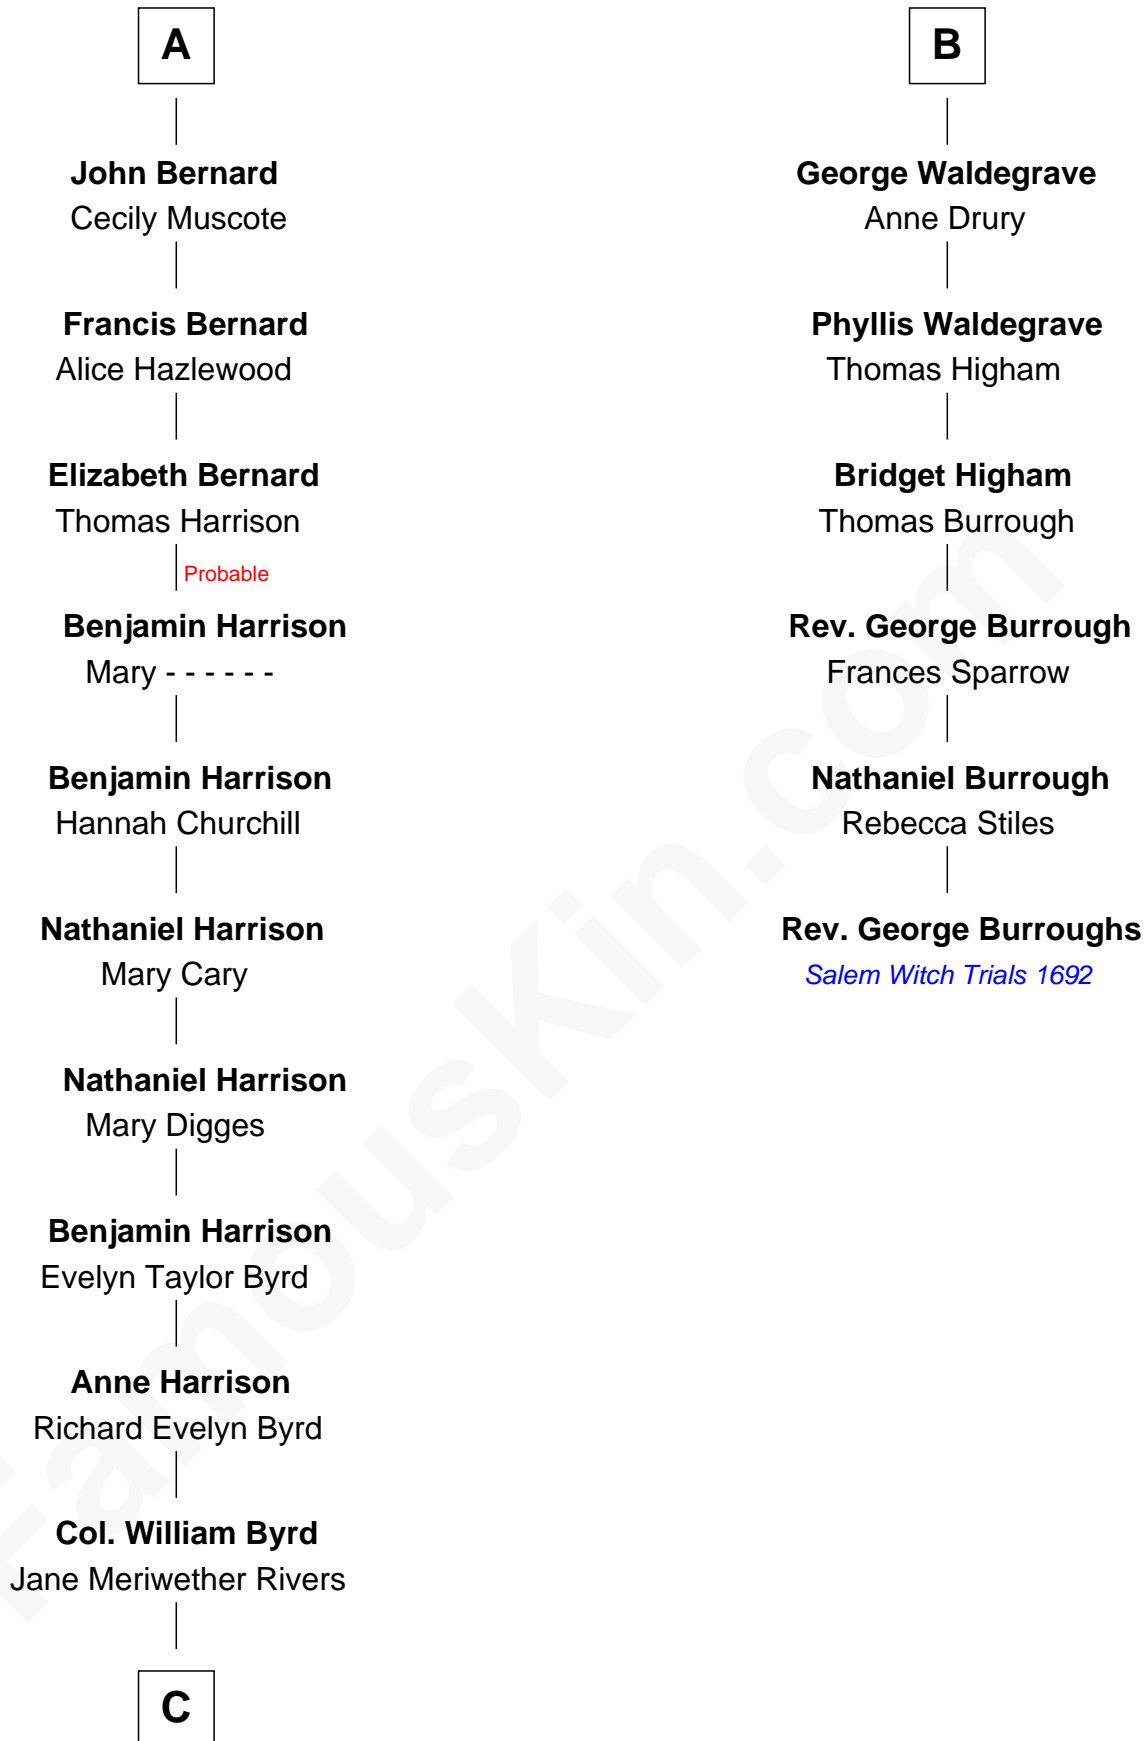 A
John Bernard
Cecily Muscote
Francis Bernard
Alice Hazlewood
Elizabeth Bernard
Thomas Harrison
Probable
Benjamin Harrison
Mary - - - - - -
Benjamin Harrison
Hannah Churchill
Nathaniel Harrison
Mary Cary
Nathaniel Harrison
Mary Digges
Benjamin Harrison
Evelyn Taylor Byrd
Anne Harrison
Richard Evelyn Byrd
Col. William Byrd
Jane Meriwether Rivers
C
B
George Waldegrave
Anne Drury
Phyllis Waldegrave
Thomas Higham
Bridget Higham
Thomas Burrough
Rev. George Burrough
Frances Sparrow
Nathaniel Burrough
Rebecca Stiles
Rev. George Burroughs
Salem Witch Trials 1692
FamousKin.com